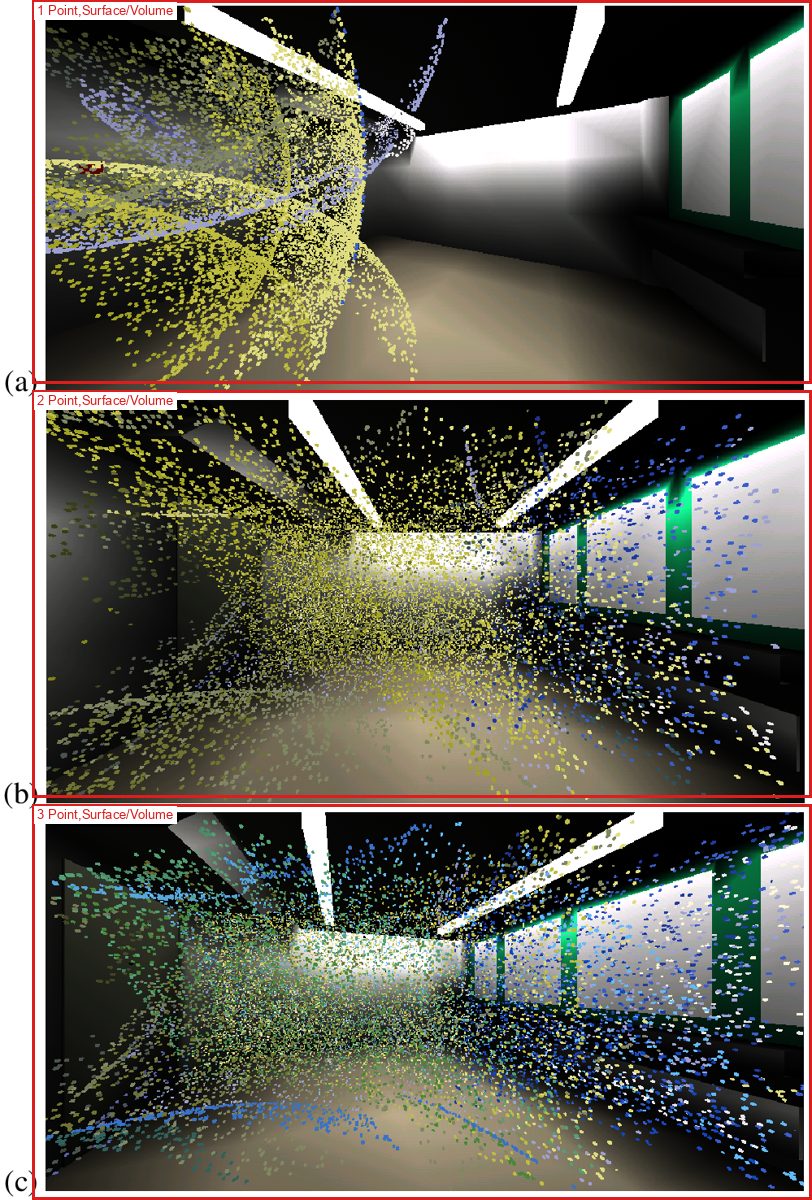 1 Point,Surface/Volume
(a)
2 Point,Surface/Volume
(b)
3 Point,Surface/Volume
(c)